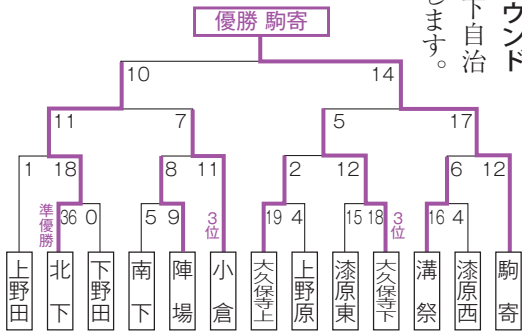 ウンド
下自治
します。
優勝 駒寄
10 14
11 7 5 17
1 18 8 11 2 12 6 12
準優勝 36 0 5 9 3位 19 4 15 18 3位 16 4
上野田 北下 下野田 南下 陣場 小倉 大久保寺上 上野原 漆原東 大久保寺下 溝祭 漆原西 駒寄